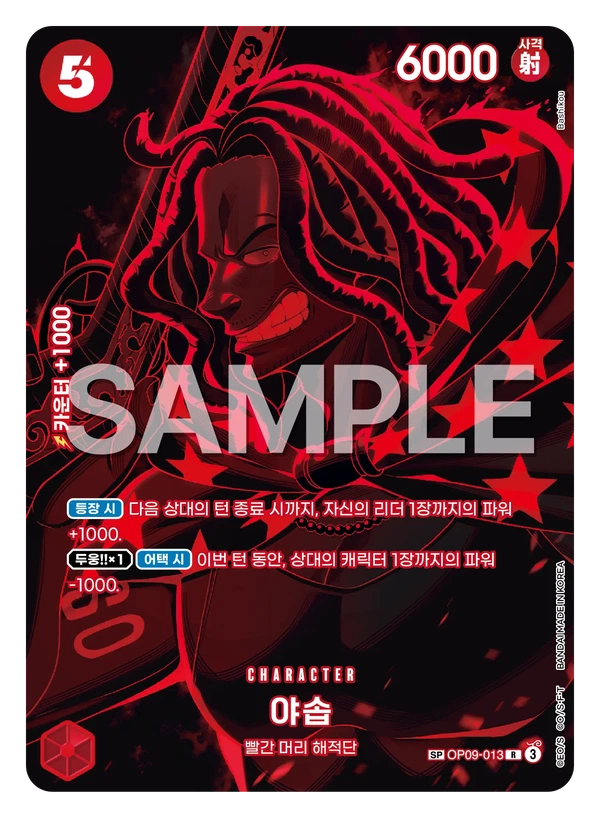 5
6000
사격
射
Bashikou
⚡카운터 +1000
SAMPLE
등장 시 다음 상대의 턴 종료 시까지, 자신의 리더 1장까지의 파워
+1000.
두웅!!×1 어택 시 이번 턴 동안, 상대의 캐릭터 1장까지의 파워
-1000.
SO
CHARACTER
야솝
빨간 머리 해적단
SP OP09-013 R 3
©EO/S ©O/S·F·T BANDAI MADE IN KOREA